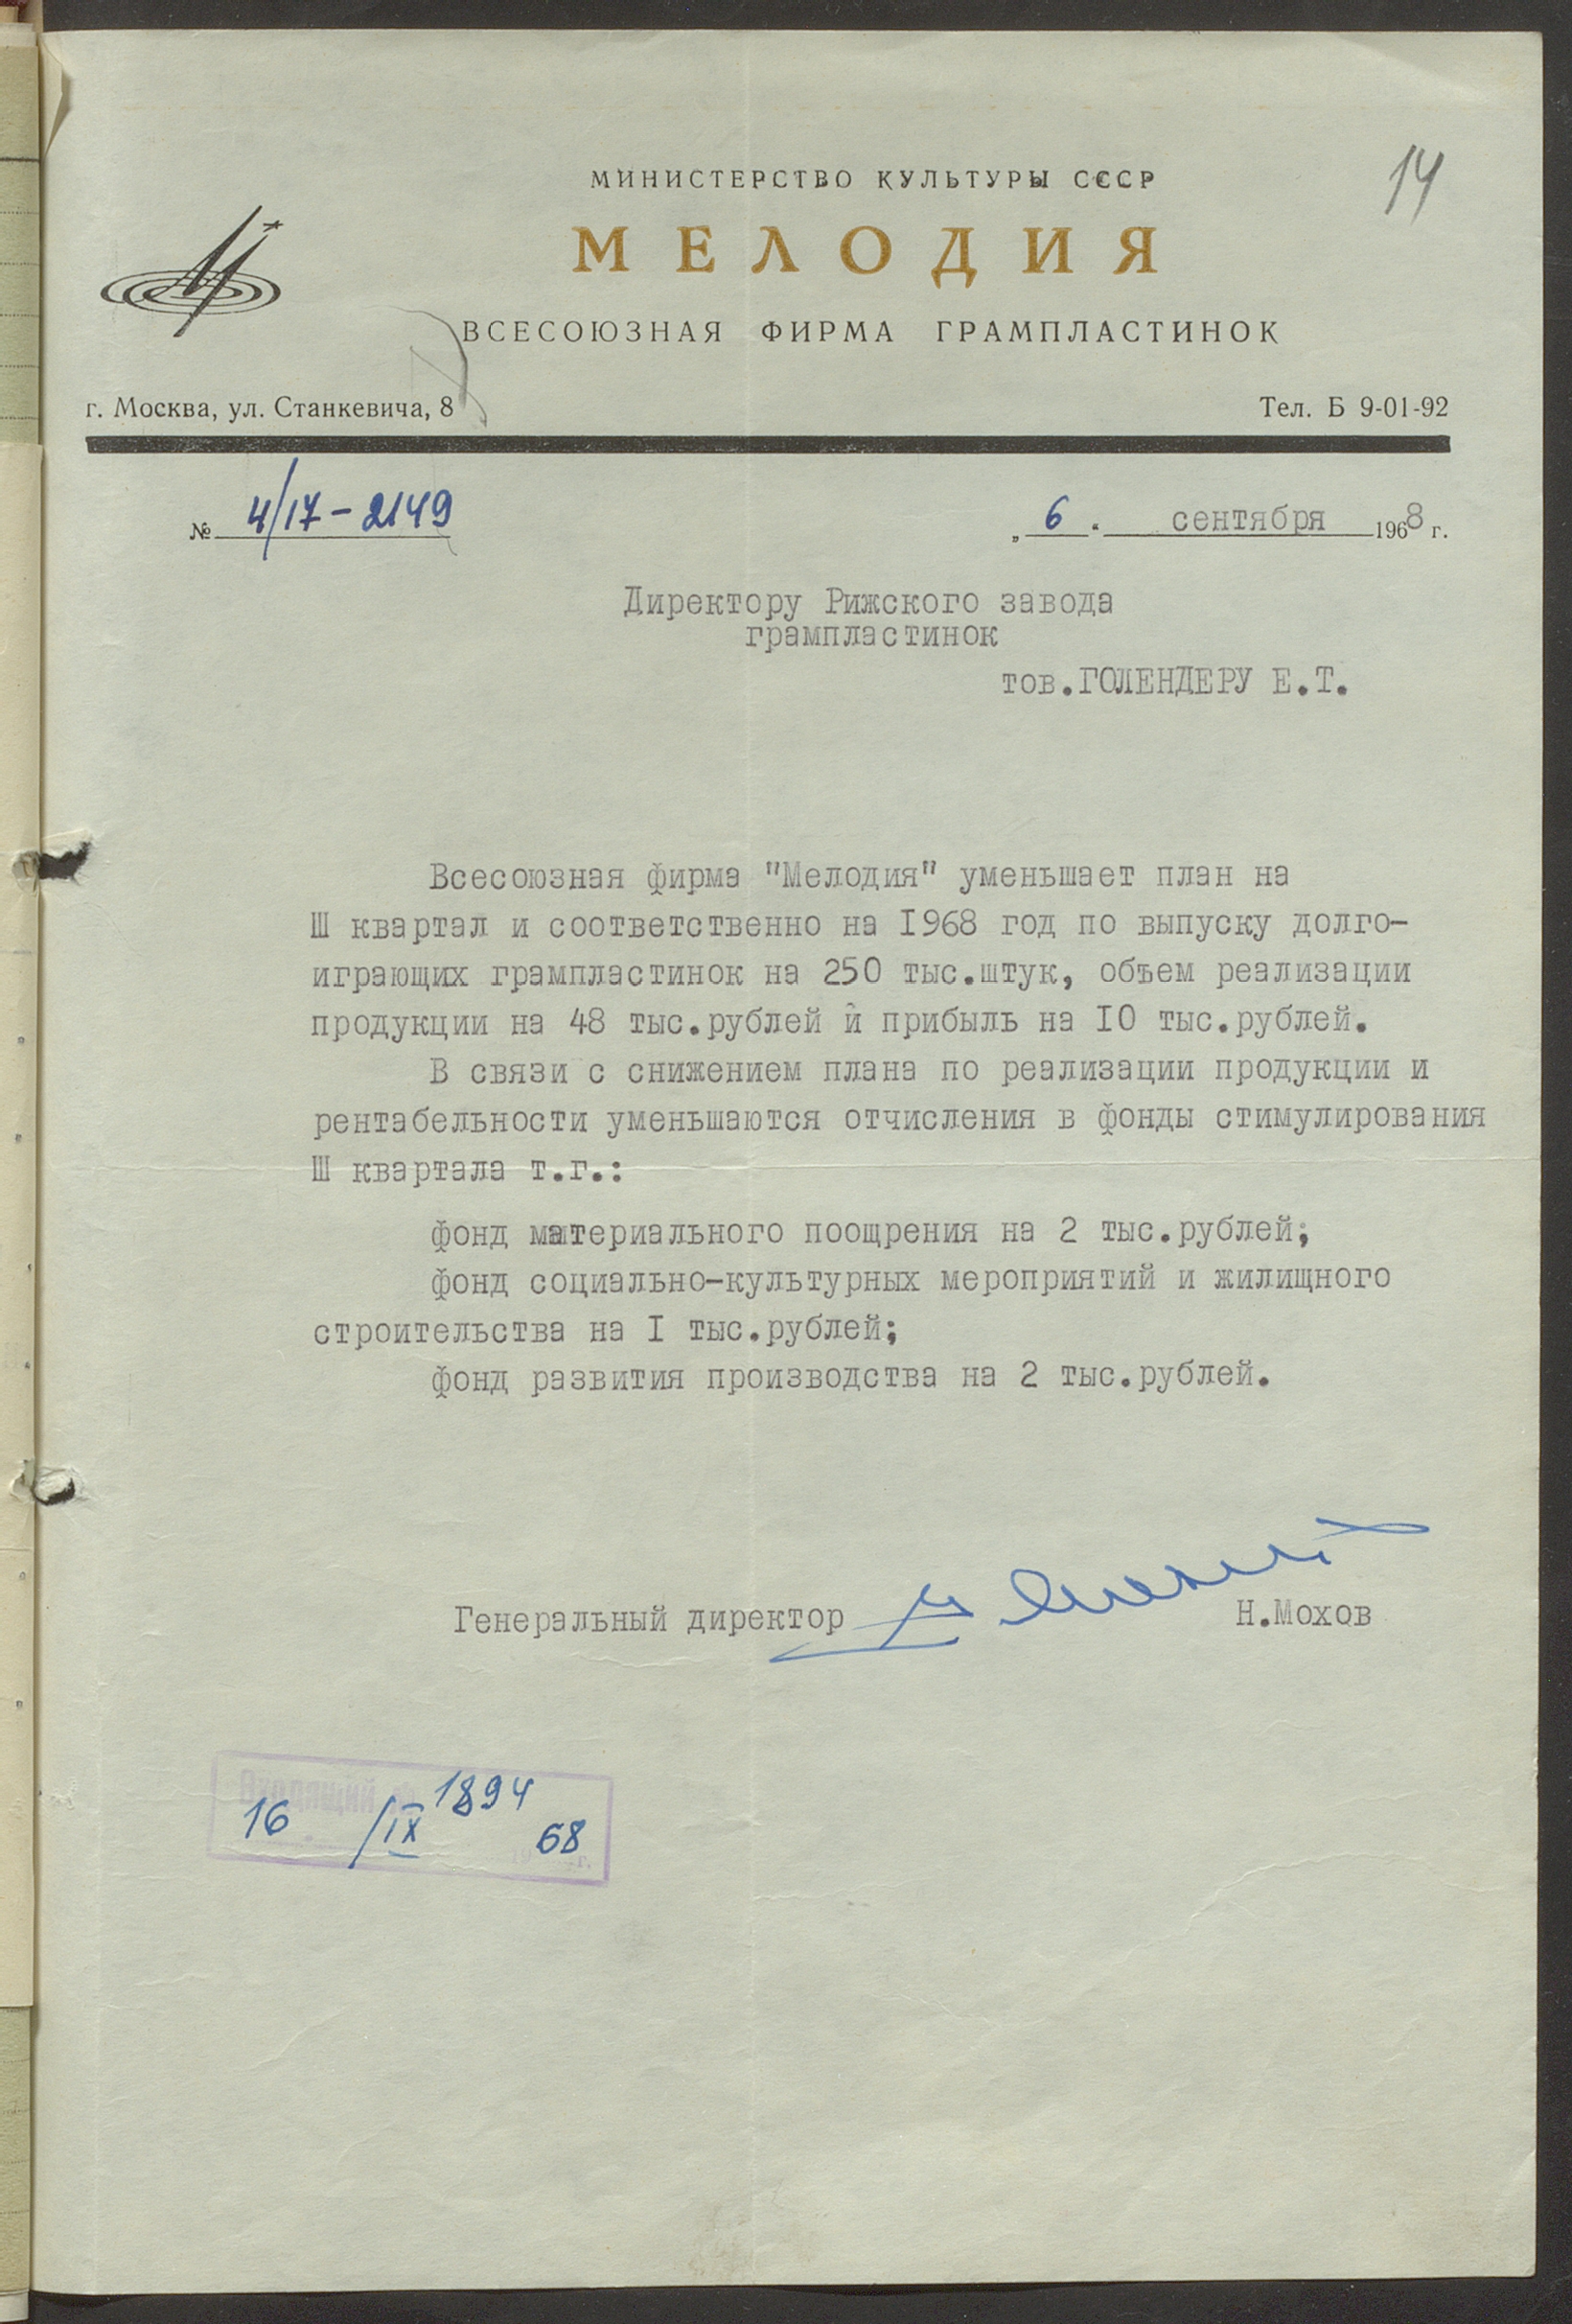 14
МИНИСТЕРСТВО КУЛЬТУРЫ СССР
МЕЛОДИЯ
ВСЕСОЮЗНАЯ ФИРМА ГРАМПЛАСТИНОК
г. Москва, ул. Станкевича, 8 Тел. Б 9-01-92
№ 4/17-2149 „6" сентября 1968 г.
Директору Рижского завода
грампластинок
тов.ГОЛЕНДЕРУ Е.Т.
Всесоюзная фирма "Мелодия" уменьшает план на
Ш квартал и соответственно на I968 год по выпуску долго-
играющих грампластинок на 250 тыс.штук, объем реализации
продукции на 48 тыс.рублей и прибыль на IO тыс.рублей.
В связи с снижением плана по реализации продукции и
рентабельности уменьшаются отчисления в фонды стимулирования
Ш квартала т.г.:
фонд материального поощрения на 2 тыс.рублей;
фонд социально-культурных мероприятий и жилищного
строительства на I тыс.рублей;
фонд развития производства на 2 тыс.рублей.
Генеральный директор Н.Мохов
Входящий 1894
16 /IX 68 г.